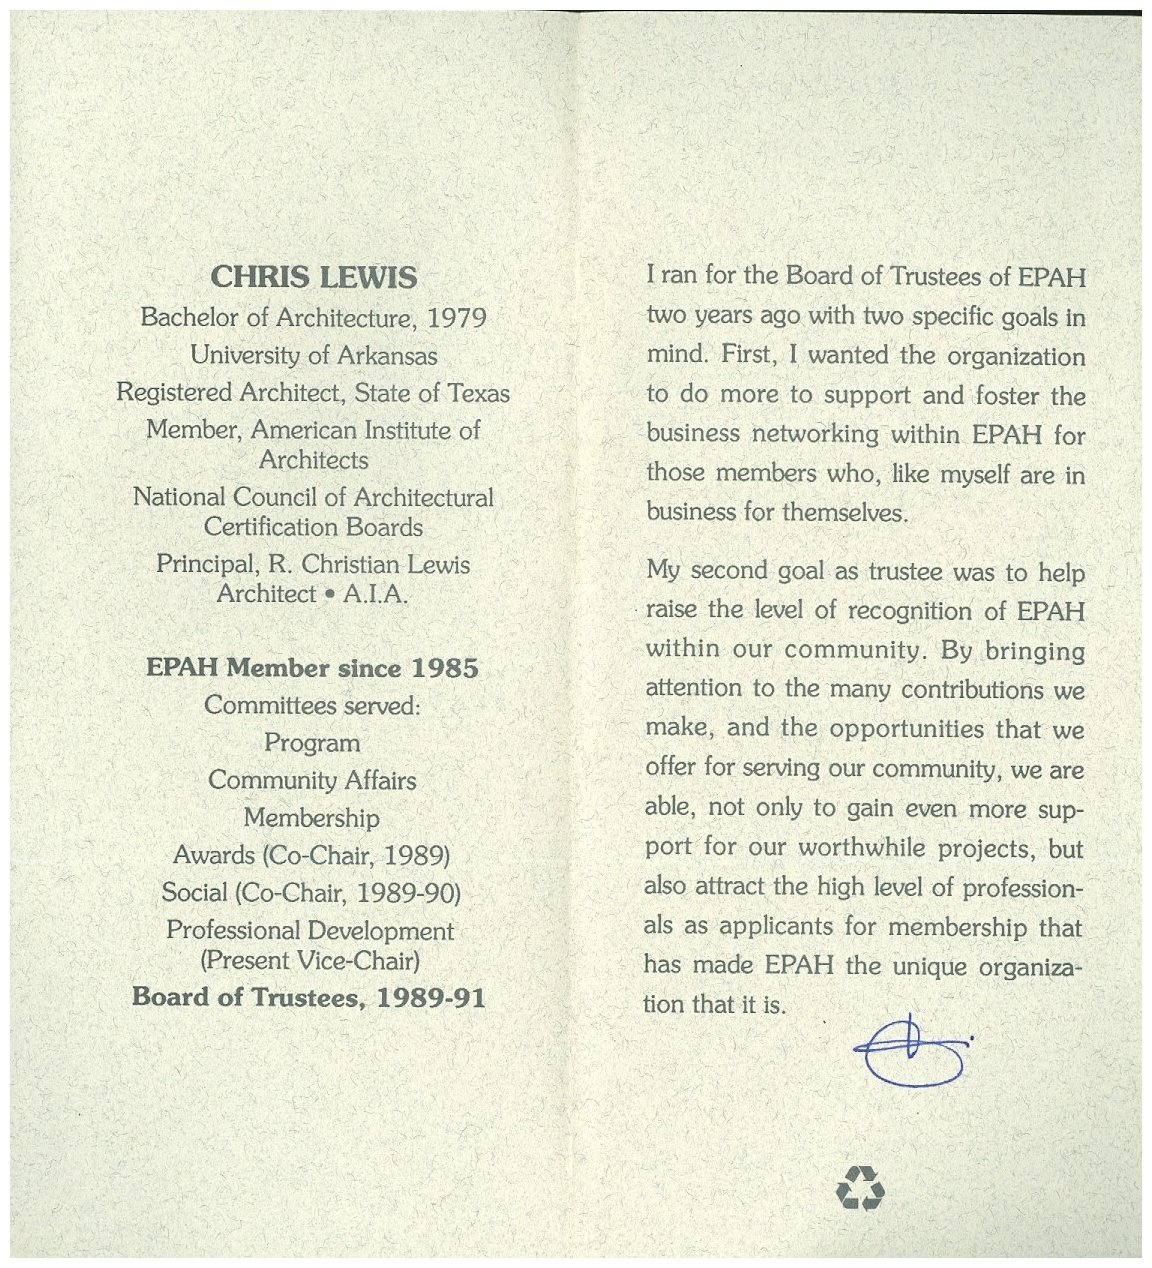 CHRIS LEWIS
Bachelor of Architecture, 1979
University of Arkansas
Registered Architect, State of Texas
Member, American Institute of
Architects
National Council of Architectural
Certification Boards
Principal, R. Christian Lewis
Architect • A.I.A.
EPAH Member since 1985
Committees served:
Program
Community Affairs
Membership
Awards (Co-Chair, 1989)
Social (Co-Chair, 1989-90)
Professional Development
(Present Vice-Chair)
Board of Trustees, 1989-91
I ran for the Board of Trustees of EPAH
two years ago with two specific goals in
mind. First, I wanted the organization
to do more to support and foster the
business networking within EPAH for
those members who, like myself are in
business for themselves.
My second goal as trustee was to help
raise the level of recognition of EPAH
within our community. By bringing
attention to the many contributions we
make, and the opportunities that we
offer for serving our community, we are
able, not only to gain even more sup-
port for our worthwhile projects, but
also attract the high level of profession-
als as applicants for membership that
has made EPAH the unique organiza-
tion that it is.